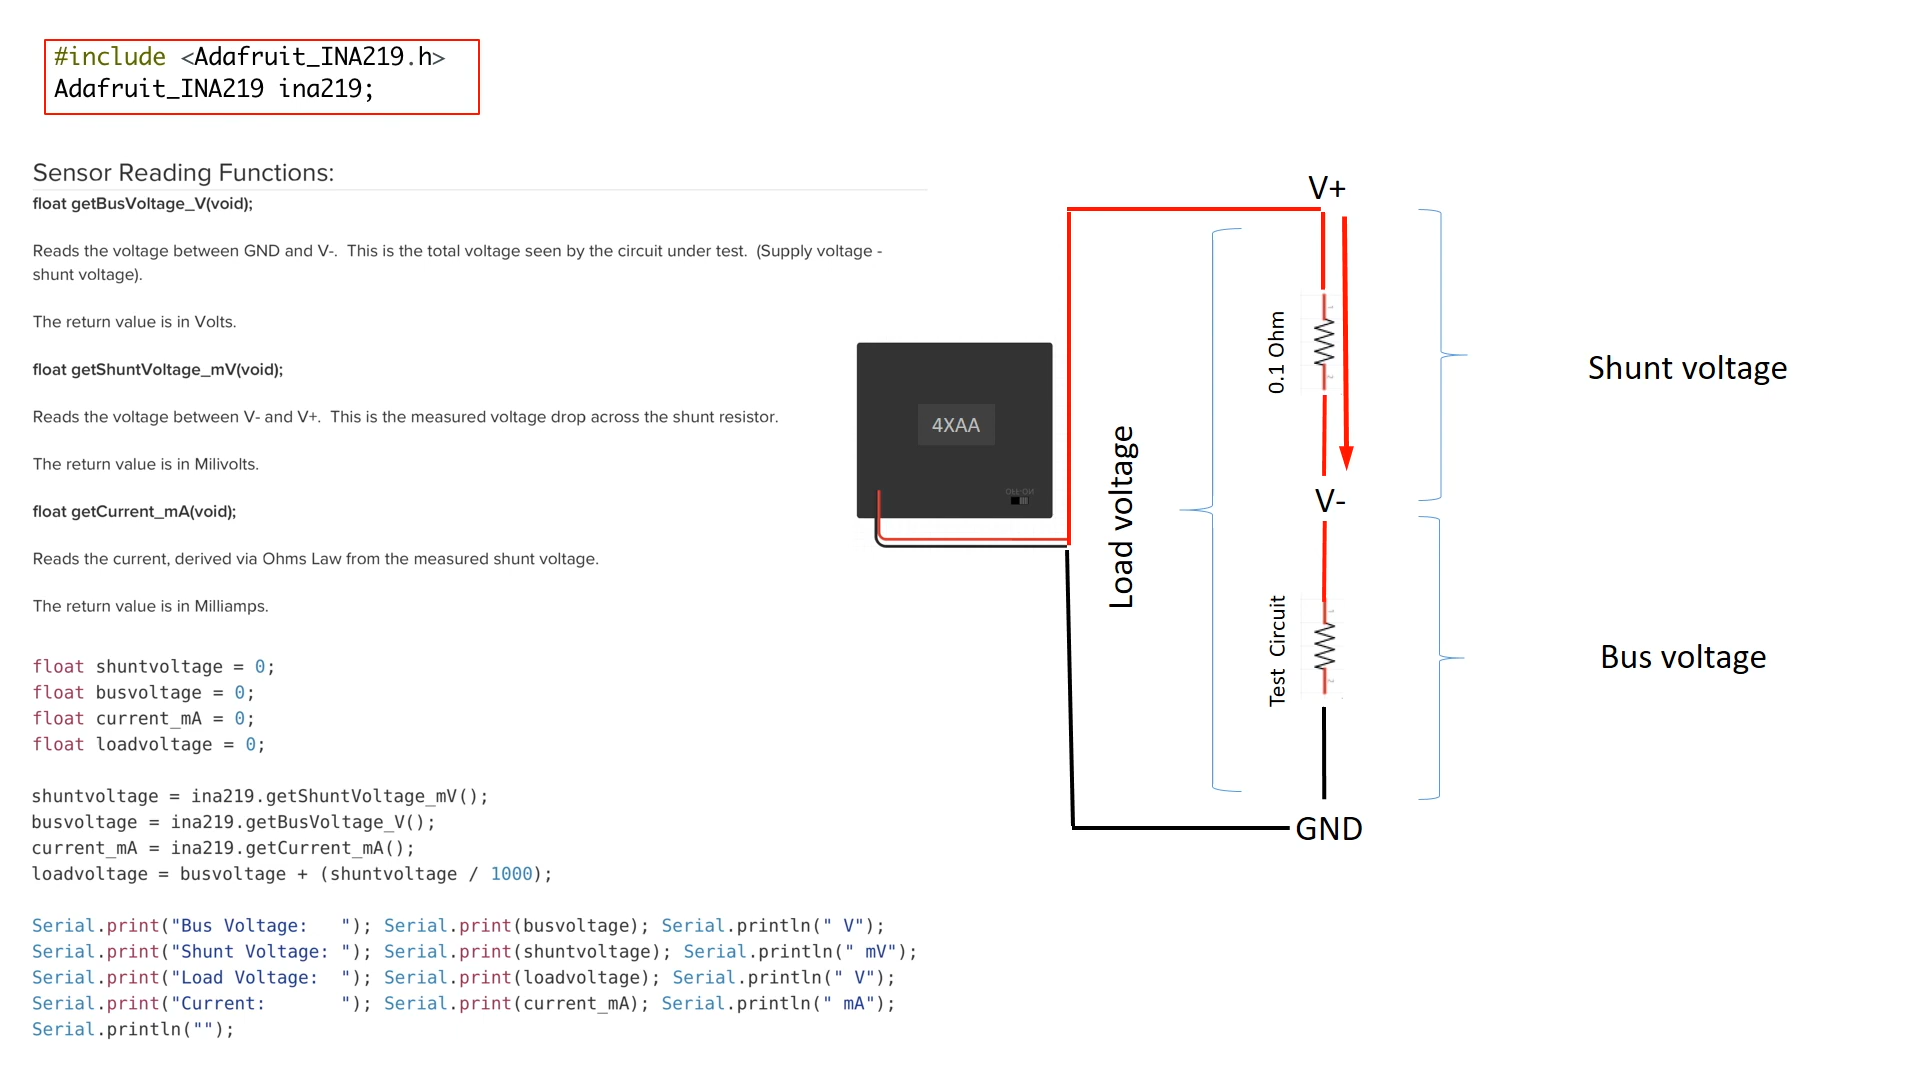 #include <Adafruit_INA219.h>
Adafruit_INA219 ina219;
Sensor Reading Functions:
float getBusVoltage_V(void);
Reads the voltage between GND and V-.  This is the total voltage seen by the circuit under test.  (Supply voltage -
shunt voltage).
The return value is in Volts.
float getShuntVoltage_mV(void);
Reads the voltage between V- and V+.  This is the measured voltage drop across the shunt resistor.
The return value is in Milivolts.
float getCurrent_mA(void);
Reads the current, derived via Ohms Law from the measured shunt voltage.
The return value is in Milliamps.
float shuntvoltage = 0;
float busvoltage = 0;
float current_mA = 0;
float loadvoltage = 0;
shuntvoltage = ina219.getShuntVoltage_mV();
busvoltage = ina219.getBusVoltage_V();
current_mA = ina219.getCurrent_mA();
loadvoltage = busvoltage + (shuntvoltage / 1000);
Serial.print("Bus Voltage:   "); Serial.print(busvoltage); Serial.println(" V");
Serial.print("Shunt Voltage: "); Serial.print(shuntvoltage); Serial.println(" mV");
Serial.print("Load Voltage:  "); Serial.print(loadvoltage); Serial.println(" V");
Serial.print("Current:       "); Serial.print(current_mA); Serial.println(" mA");
Serial.println("");
4XAA
OFF-ON
Load voltage
V+
0.1 Ohm
1
2
V-
Test Circuit
1
2
GND
Shunt voltage
Bus voltage